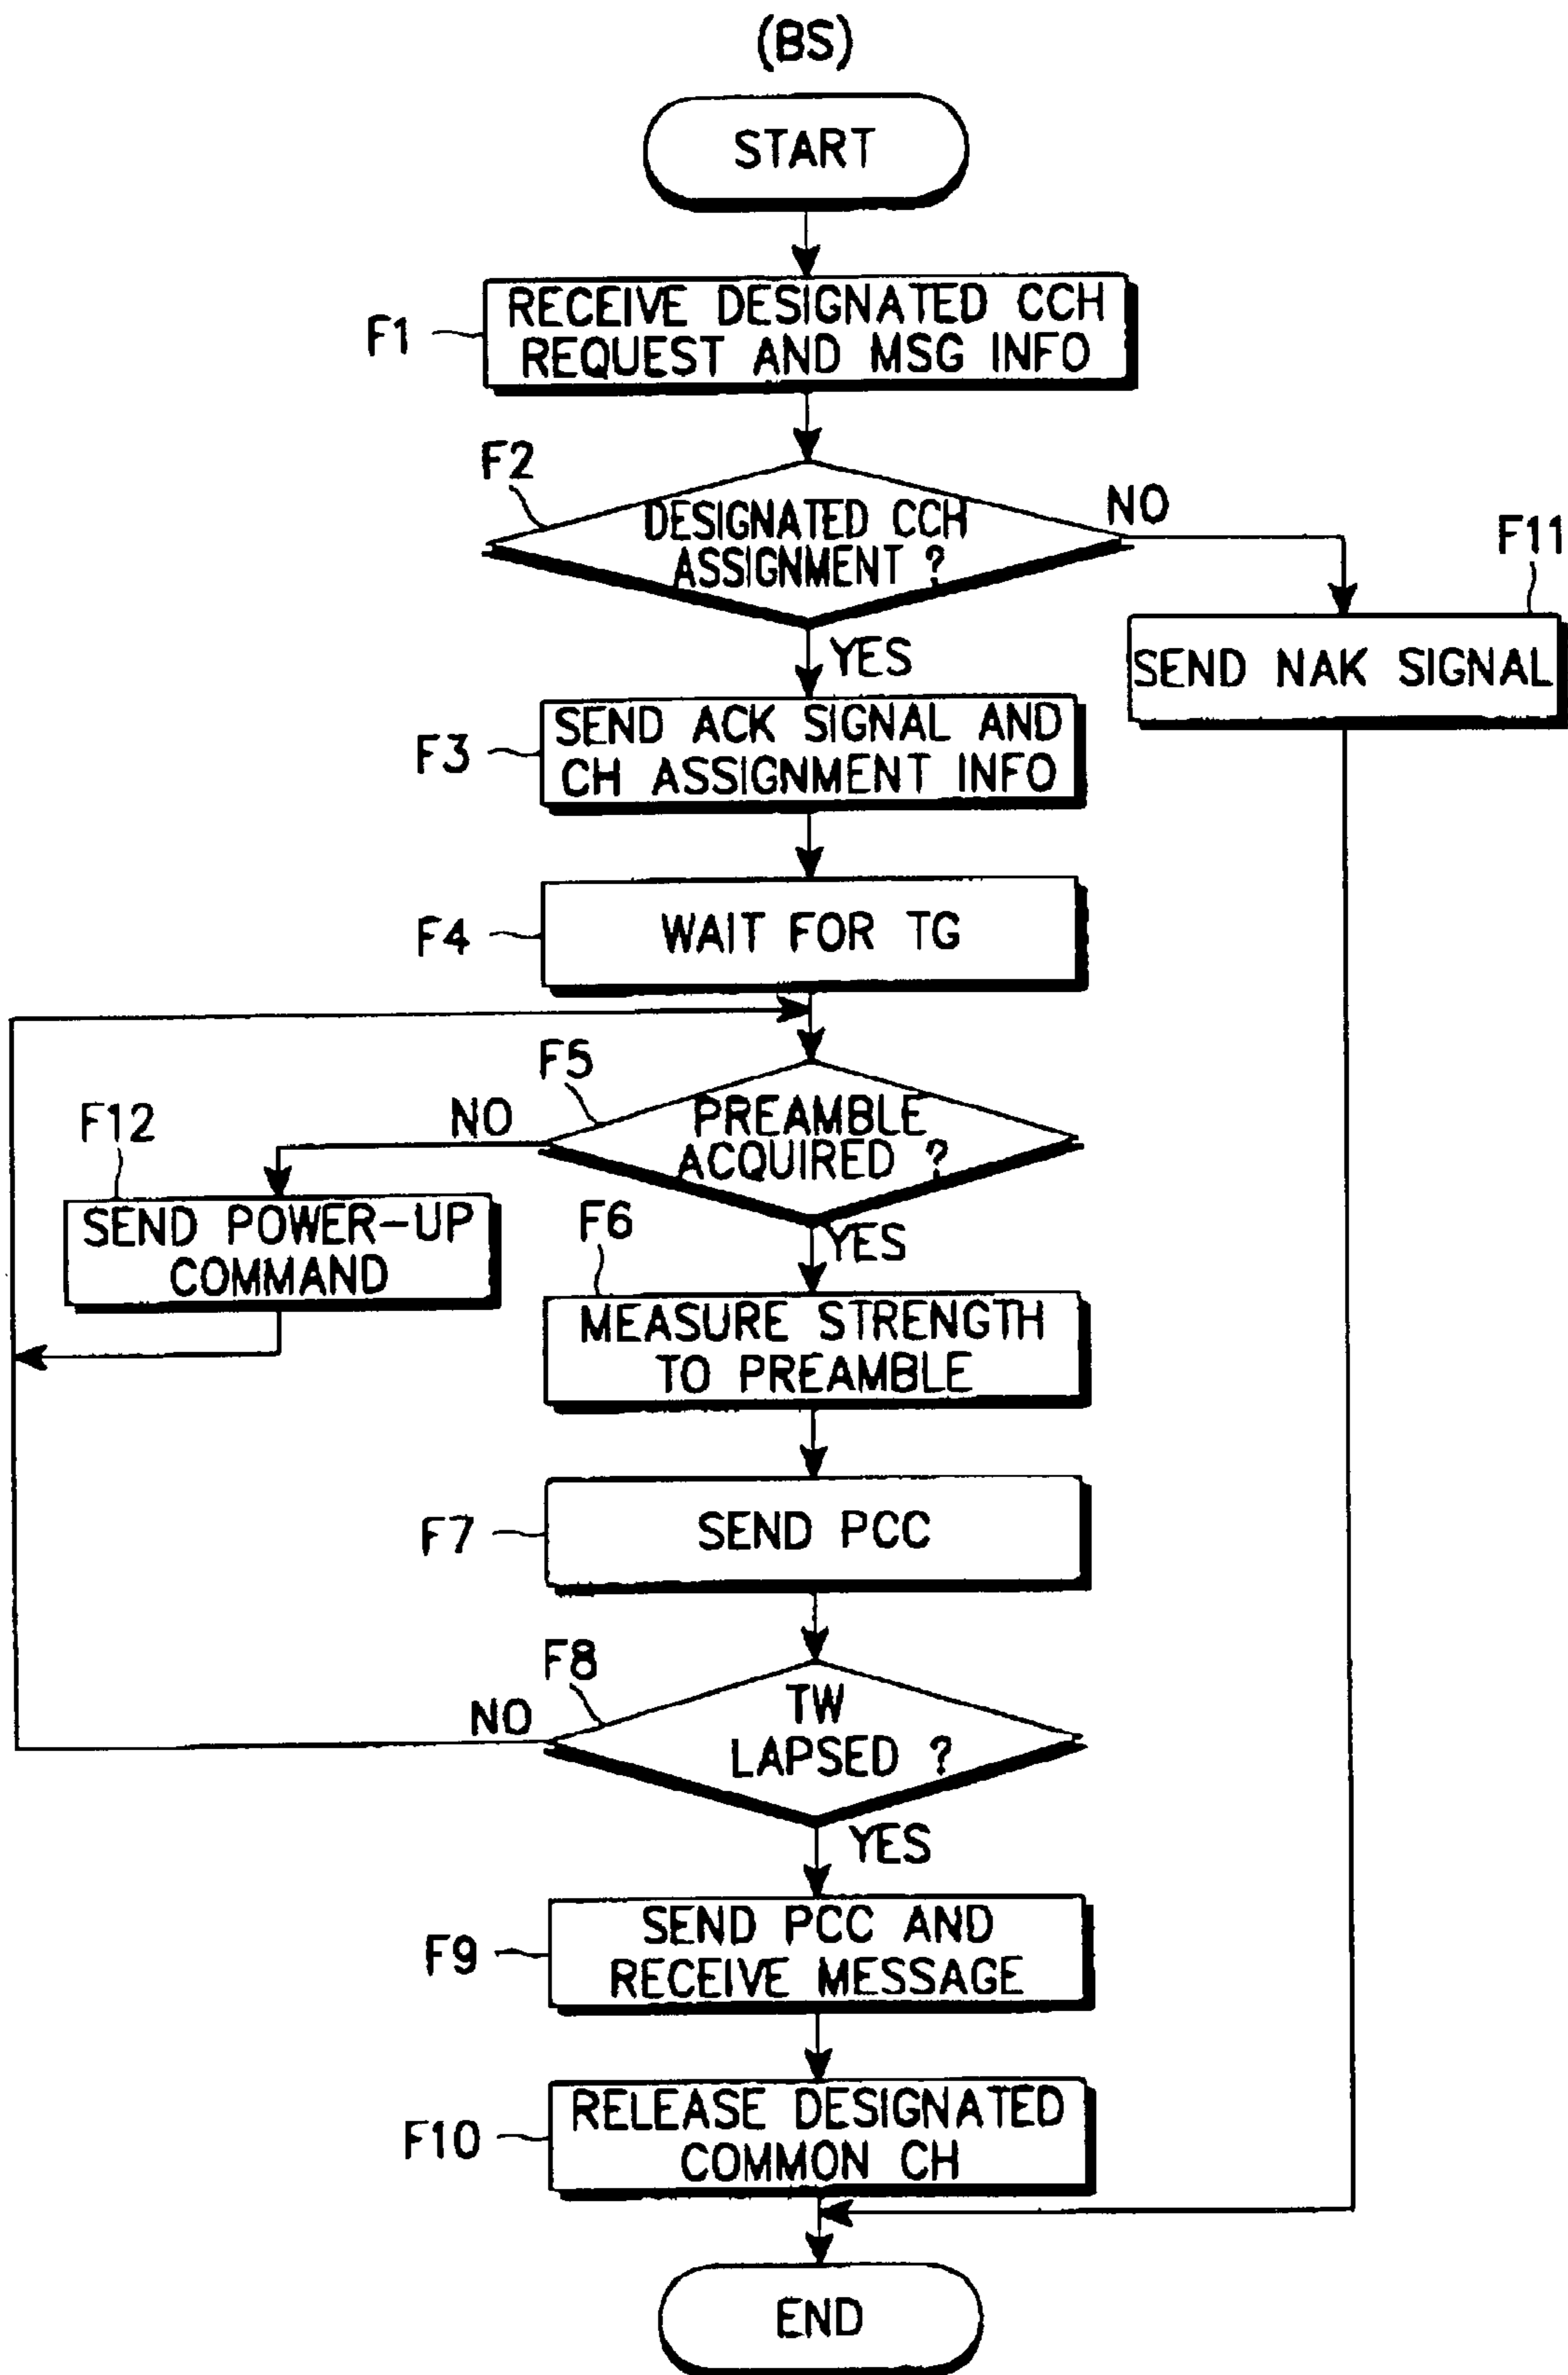 (BS)
START
F1
RECEIVE DESIGNATED CCH
REQUEST AND MSG INFO
F2
DESIGNATED CCH
ASSIGNMENT ?
NO
F11
SEND NAK SIGNAL
YES
F3
SEND ACK SIGNAL AND
CH ASSIGNMENT INFO
F4
WAIT FOR TG
F5
PREAMBLE
ACQUIRED ?
NO
F12
SEND POWER-UP
COMMAND
YES
F6
MEASURE STRENGTH
TO PREAMBLE
F7
SEND PCC
F8
TW
LAPSED ?
NO
YES
F9
SEND PCC AND
RECEIVE MESSAGE
F10
RELEASE DESIGNATED
COMMON CH
END